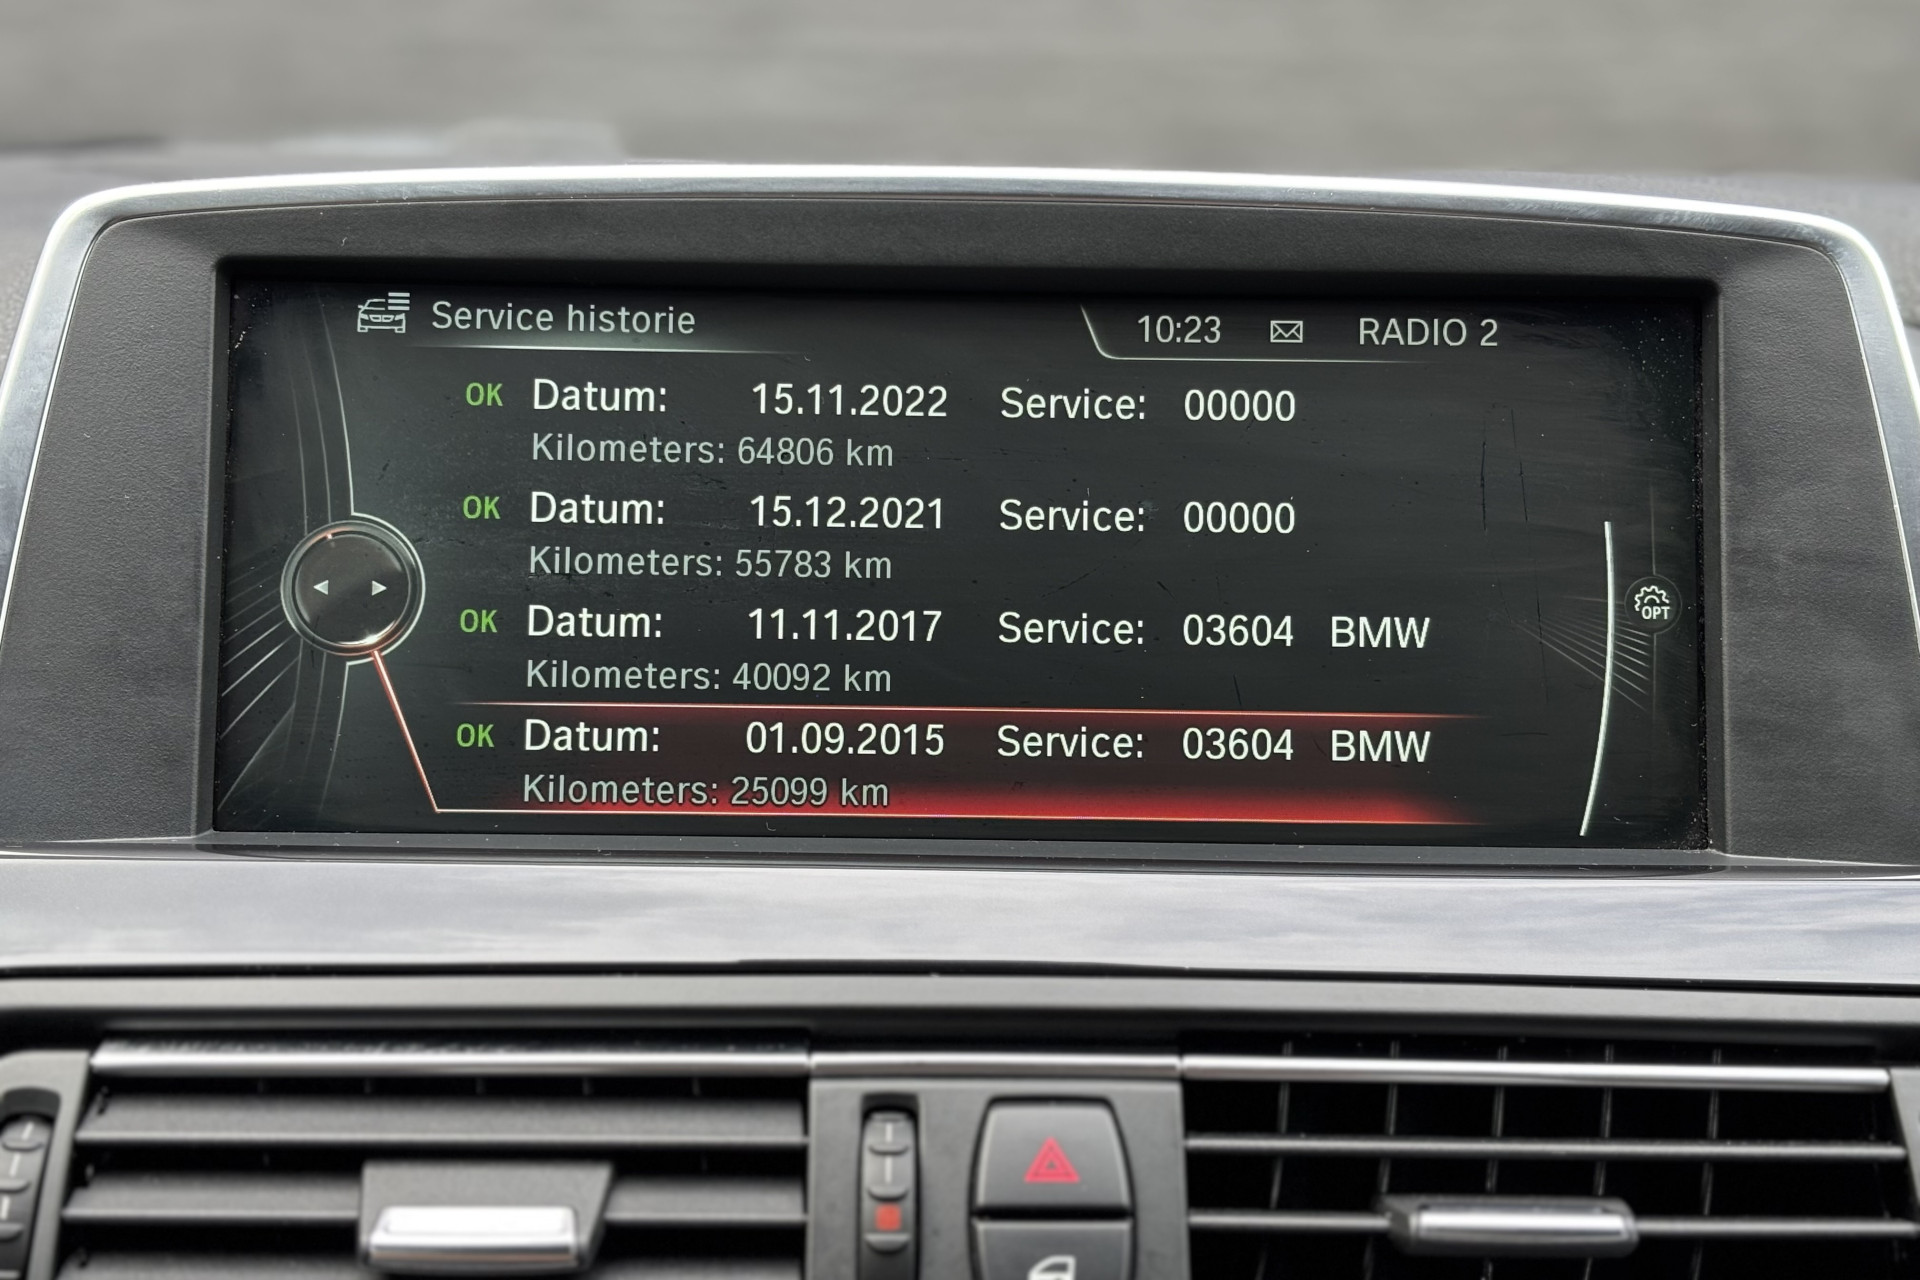 Service historie
10:23 RADIO 2
OK Datum: 15.11.2022 Service: 00000
Kilometers: 64806 km
OK Datum: 15.12.2021 Service: 00000
Kilometers: 55783 km
OK Datum: 11.11.2017 Service: 03604 BMW
Kilometers: 40092 km
OK Datum: 01.09.2015 Service: 03604 BMW
Kilometers: 25099 km
OPT